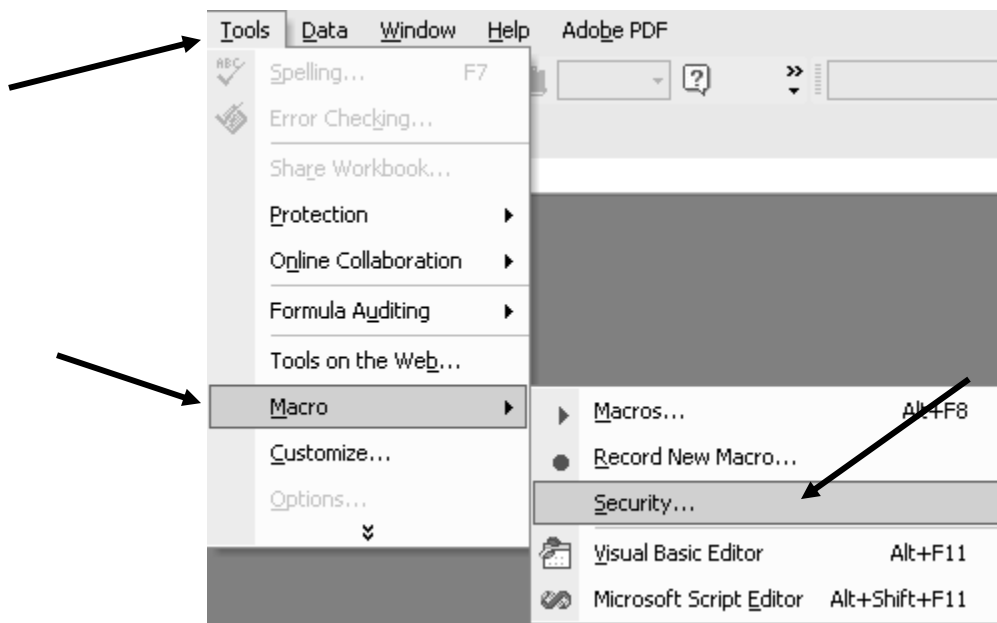 Tools Data Window Help Adobe PDF
ABC Spelling... F7
Error Checking...
Share Workbook...
Protection
Online Collaboration
Formula Auditing
Tools on the Web...
Macro
Macros... Alt+F8
Customize...
Record New Macro...
Options...
Security...
Visual Basic Editor Alt+F11
Microsoft Script Editor Alt+Shift+F11